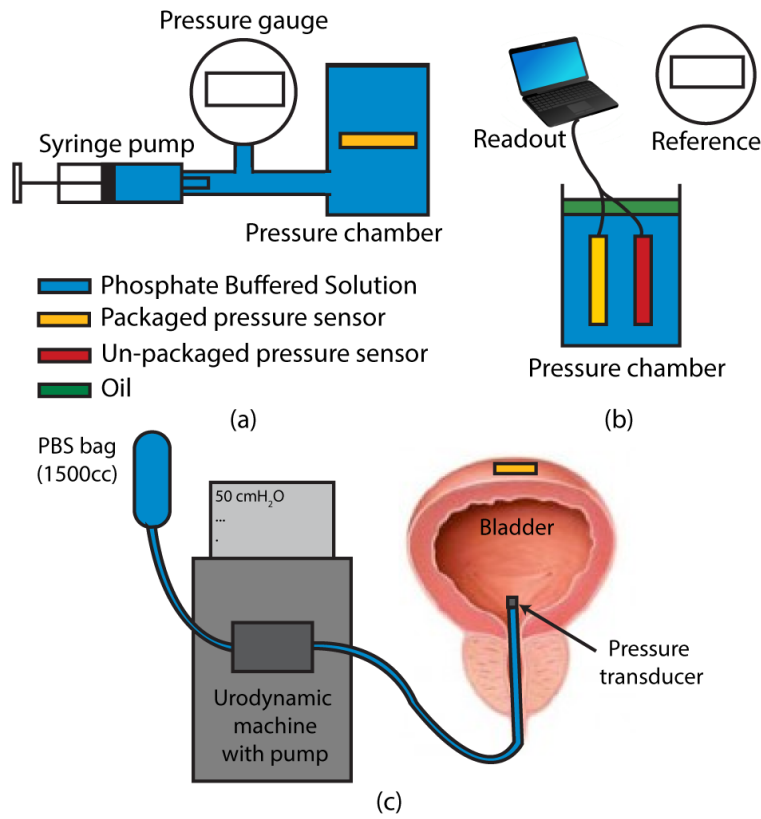 Pressure gauge
Syringe pump
Pressure chamber
Readout
Reference
Pressure chamber
Phosphate Buffered Solution
Packaged pressure sensor
Un-packaged pressure sensor
Oil
(a)
(b)
PBS bag
(1500cc)
50 cmH₂O
...
.
Bladder
Pressure
transducer
Urodynamic
machine
with pump
(c)